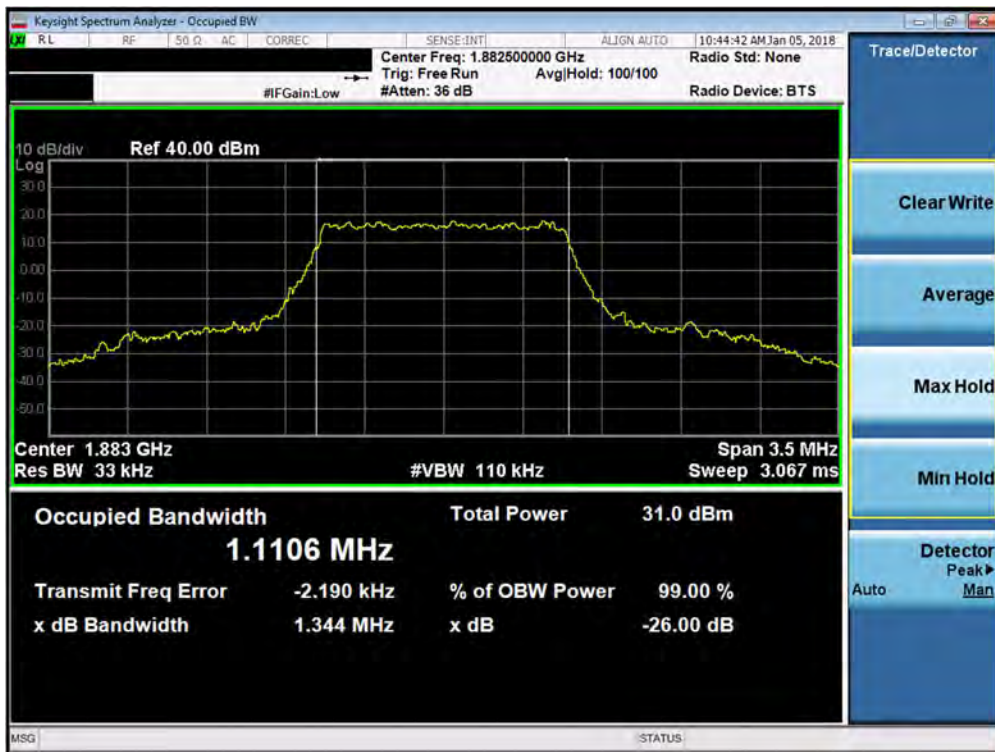 Keysight Spectrum Analyzer - Occupied BW
LXI RL RF 50 Ω AC CORREC SENSE:INT ALIGN AUTO 10:44:42 AM Jan 05, 2018
Center Freq: 1.882500000 GHz Radio Std: None
Trig: Free Run Avg|Hold: 100/100
#IFGain:Low #Atten: 36 dB Radio Device: BTS
10 dB/div Ref 40.00 dBm
Log
30.0
20.0
10.0
0.00
-10.0
-20.0
-30.0
-40.0
-50.0
Center 1.883 GHz Span 3.5 MHz
Res BW 33 kHz #VBW 110 kHz Sweep 3.067 ms
Occupied Bandwidth Total Power 31.0 dBm
1.1106 MHz
Transmit Freq Error -2.190 kHz % of OBW Power 99.00 %
x dB Bandwidth 1.344 MHz x dB -26.00 dB
MSG STATUS
Trace/Detector
Clear Write
Average
Max Hold
Min Hold
Detector
Peak▶
Auto Man